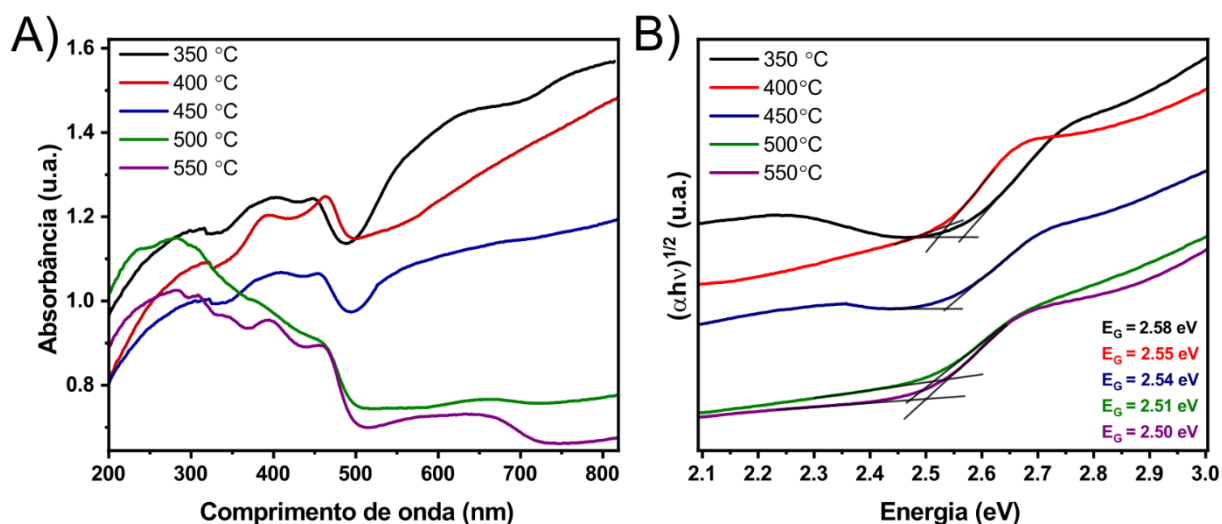 A)
350 °C
400 °C
450 °C
500 °C
550 °C
Absorbância (u.a.)
1.6
1.4
1.2
1.0
0.8
200 300 400 500 600 700 800
Comprimento de onda (nm)
B)
350 °C
400°C
450°C
500°C
550°C
(αhν)1/2 (u.a.)
EG = 2.58 eV
EG = 2.55 eV
EG = 2.54 eV
EG = 2.51 eV
EG = 2.50 eV
2.1 2.2 2.3 2.4 2.5 2.6 2.7 2.8 2.9 3.0
Energia (eV)